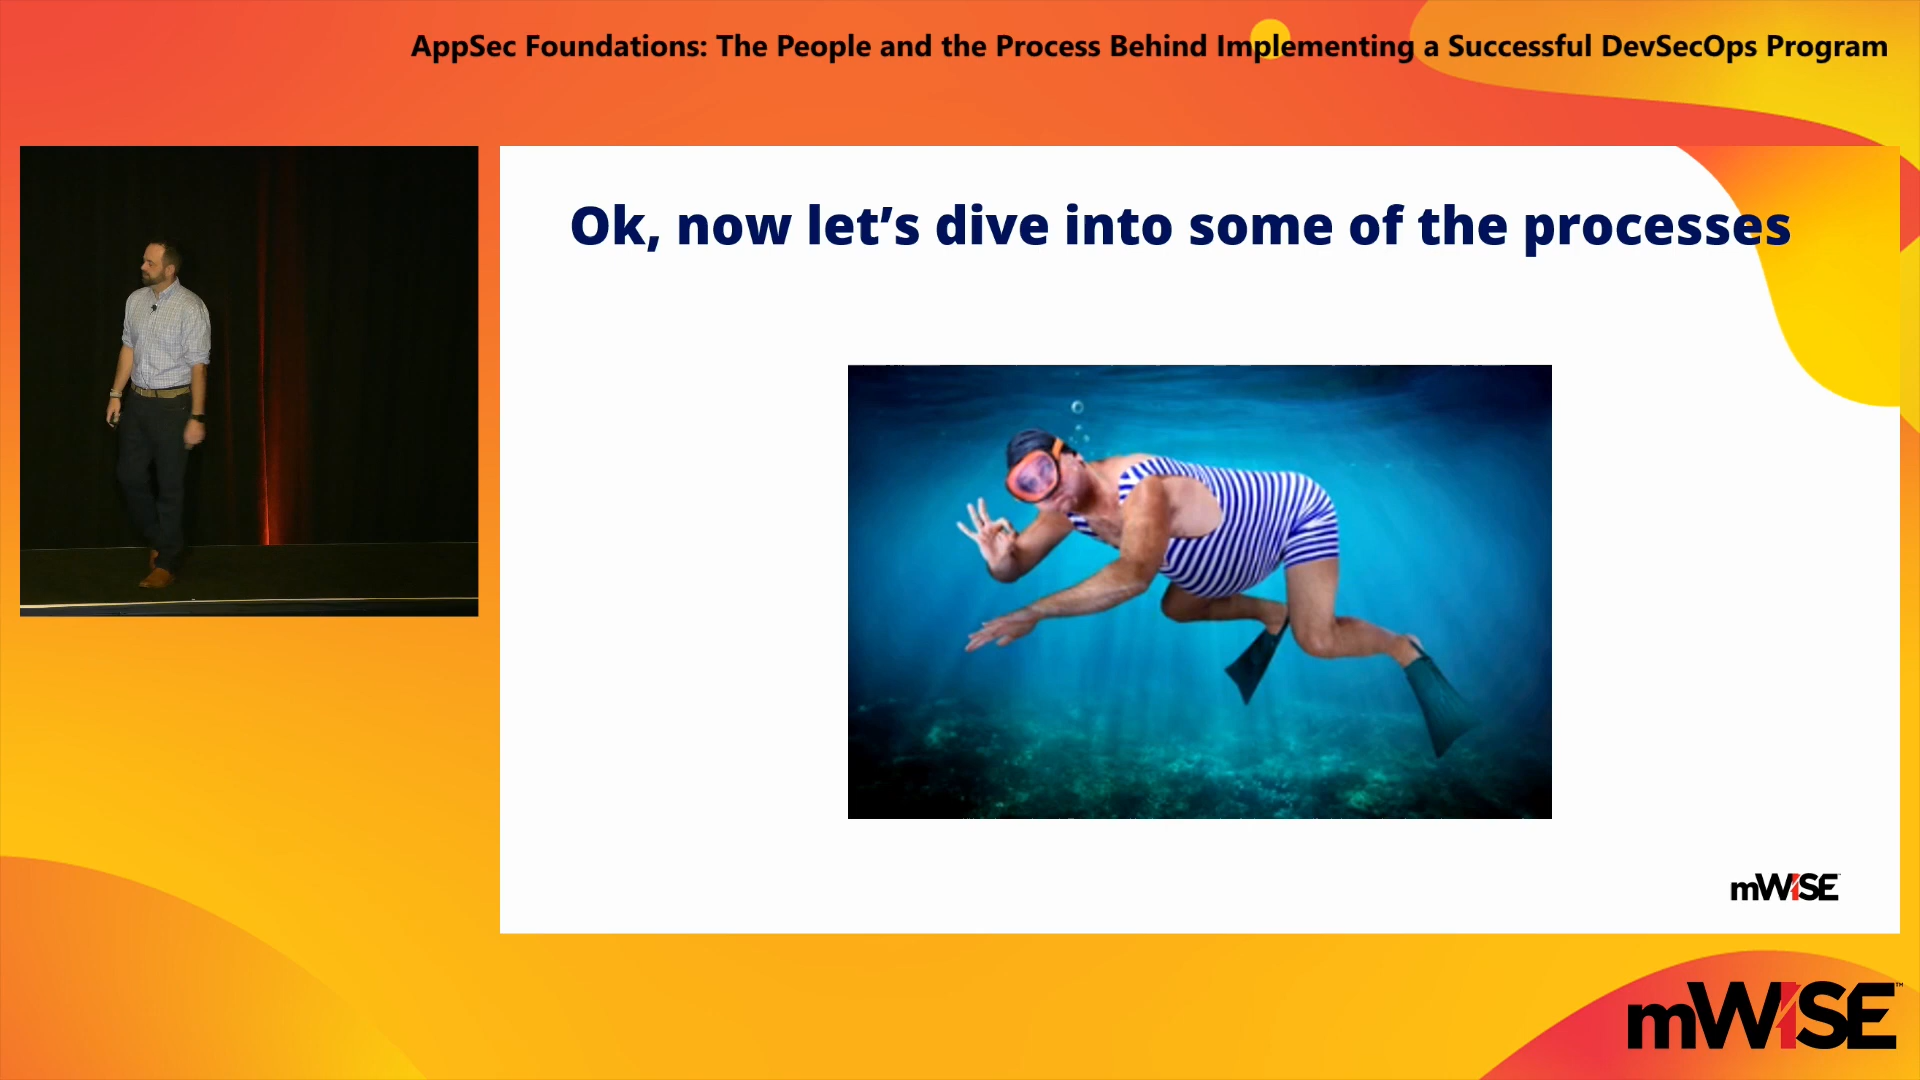 AppSec Foundations: The People and the Process Behind Implementing a Successful DevSecOps Program
Ok, now let’s dive into some of the processes
mWISE
mWISE™